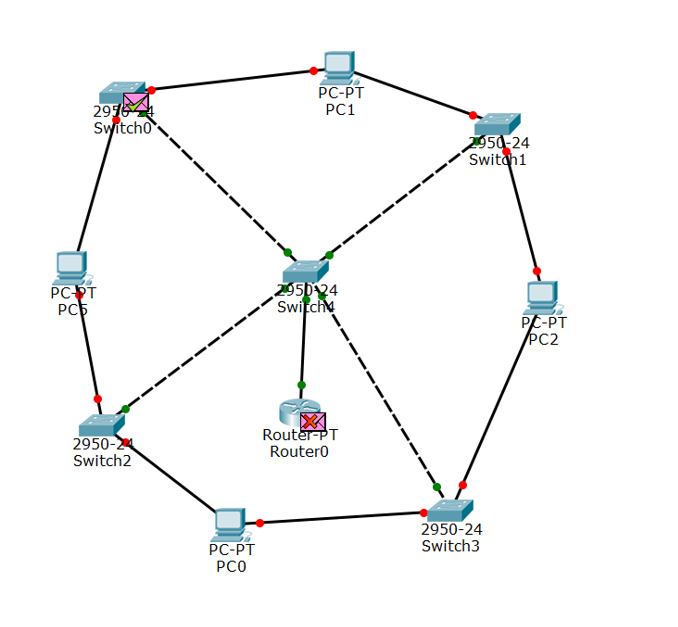 PC-PT
PC1
2950-24
Switch0
2950-24
Switch1
2950-24
Switch4
PC-PT
PC5
PC-PT
PC2
Router-PT
Router0
2950-24
Switch2
2950-24
Switch3
PC-PT
PC0